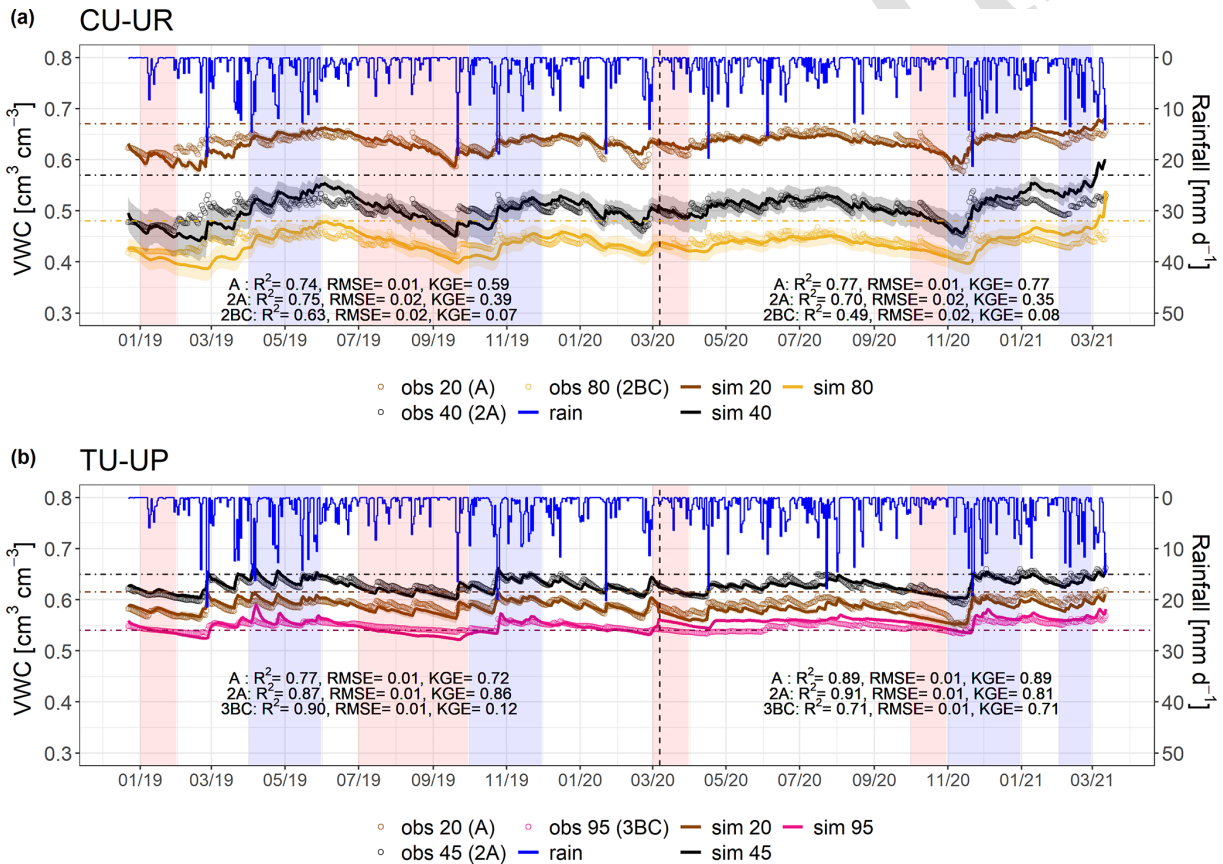 (a) CU-UR
0.8
0.7
0.6
0.5
0.4
0.3
VWC [cm³ cm⁻³]
0
10
20
30
40
50
Rainfall [mm d⁻¹]
A : R²= 0.74, RMSE= 0.01, KGE= 0.59
2A: R²= 0.75, RMSE= 0.02, KGE= 0.39
2BC: R²= 0.63, RMSE= 0.02, KGE= 0.07
A : R²= 0.77, RMSE= 0.01, KGE= 0.77
2A: R²= 0.70, RMSE= 0.02, KGE= 0.35
2BC: R²= 0.49, RMSE= 0.02, KGE= 0.08
01/19 03/19 05/19 07/19 09/19 11/19 01/20 03/20 05/20 07/20 09/20 11/20 01/21 03/21
obs 20 (A) obs 80 (2BC) sim 20 sim 80
obs 40 (2A) rain sim 40
(b) TU-UP
0.8
0.7
0.6
0.5
0.4
0.3
VWC [cm³ cm⁻³]
0
10
20
30
40
50
Rainfall [mm d⁻¹]
A : R²= 0.77, RMSE= 0.01, KGE= 0.72
2A: R²= 0.87, RMSE= 0.01, KGE= 0.86
3BC: R²= 0.90, RMSE= 0.01, KGE= 0.12
A : R²= 0.89, RMSE= 0.01, KGE= 0.89
2A: R²= 0.91, RMSE= 0.01, KGE= 0.81
3BC: R²= 0.71, RMSE= 0.01, KGE= 0.71
01/19 03/19 05/19 07/19 09/19 11/19 01/20 03/20 05/20 07/20 09/20 11/20 01/21 03/21
obs 20 (A) obs 95 (3BC) sim 20 sim 95
obs 45 (2A) rain sim 45